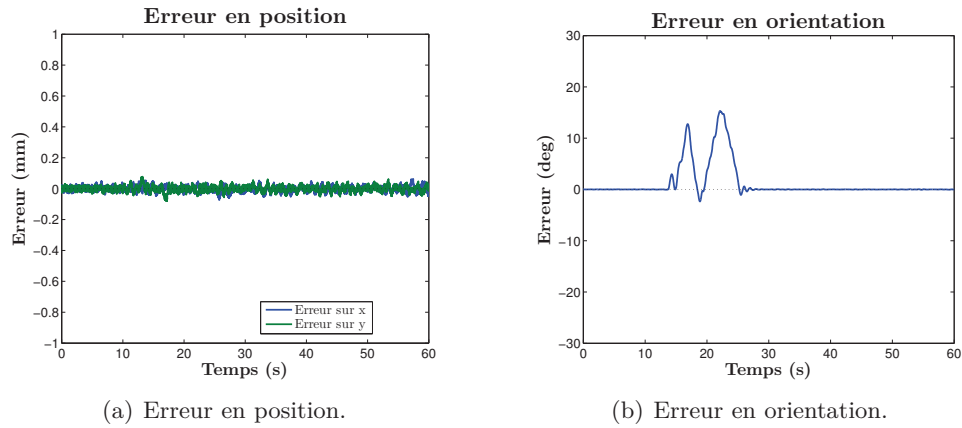 Erreur en position
1
0.8
0.6
0.4
0.2
0
−0.2
−0.4
−0.6
−0.8
−1
Erreur (mm)
Erreur sur x
Erreur sur y
0 10 20 30 40 50 60
Temps (s)
(a) Erreur en position.
Erreur en orientation
30
20
10
0
−10
−20
−30
Erreur (deg)
0 10 20 30 40 50 60
Temps (s)
(b) Erreur en orientation.